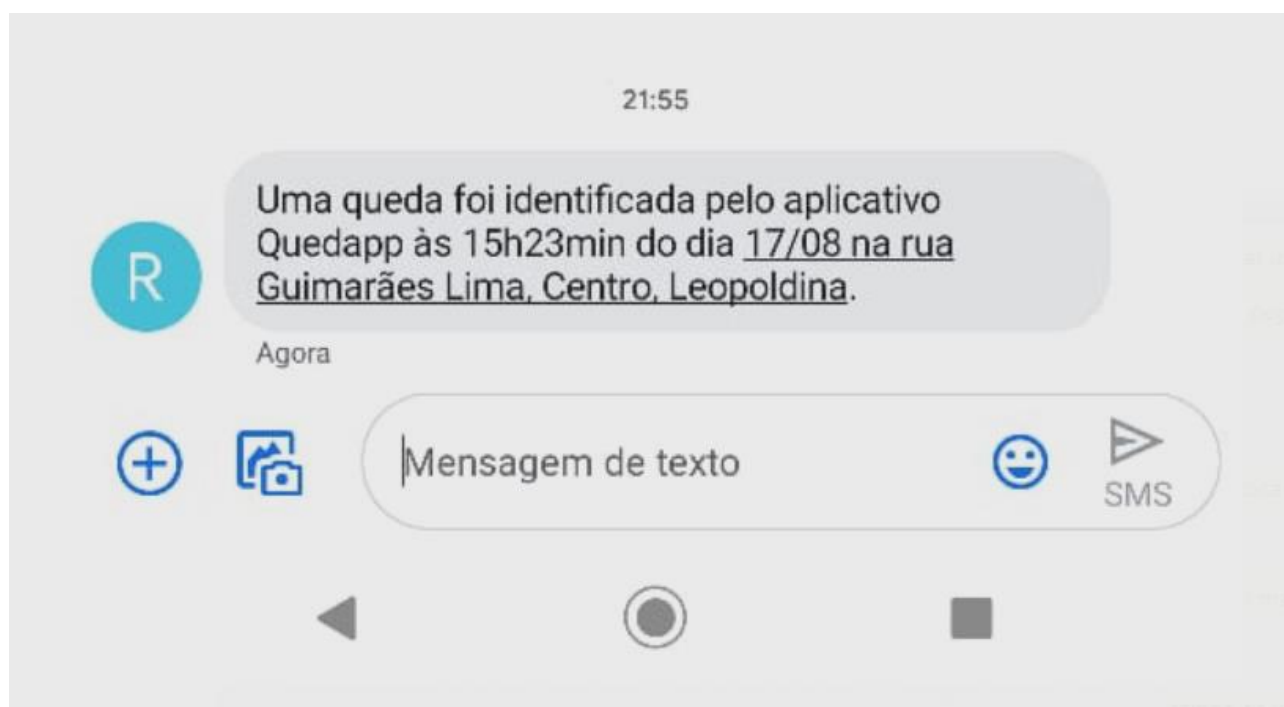 21:55
Uma queda foi identificada pelo aplicativo
Quedapp às 15h23min do dia 17/08 na rua
R
Guimarães Lima, Centro, Leopoldina.
Agora
Mensagem de texto
SMS